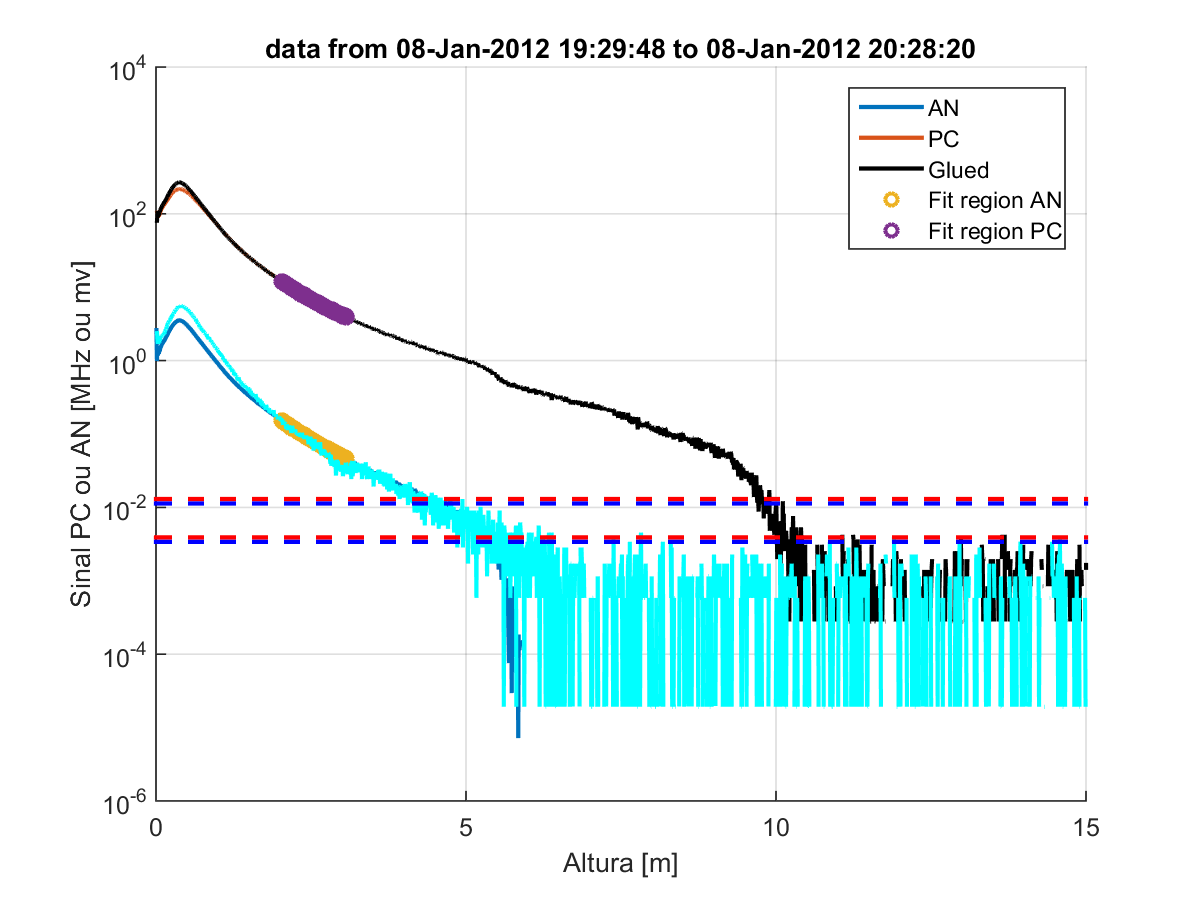 data from 08-Jan-2012 19:29:48 to 08-Jan-2012 20:28:20
10^4
10^2
10^0
10^-2
10^-4
10^-6
Sinal PC ou AN [MHz ou mv]
AN
PC
Glued
Fit region AN
Fit region PC
0
5
10
15
Altura [m]